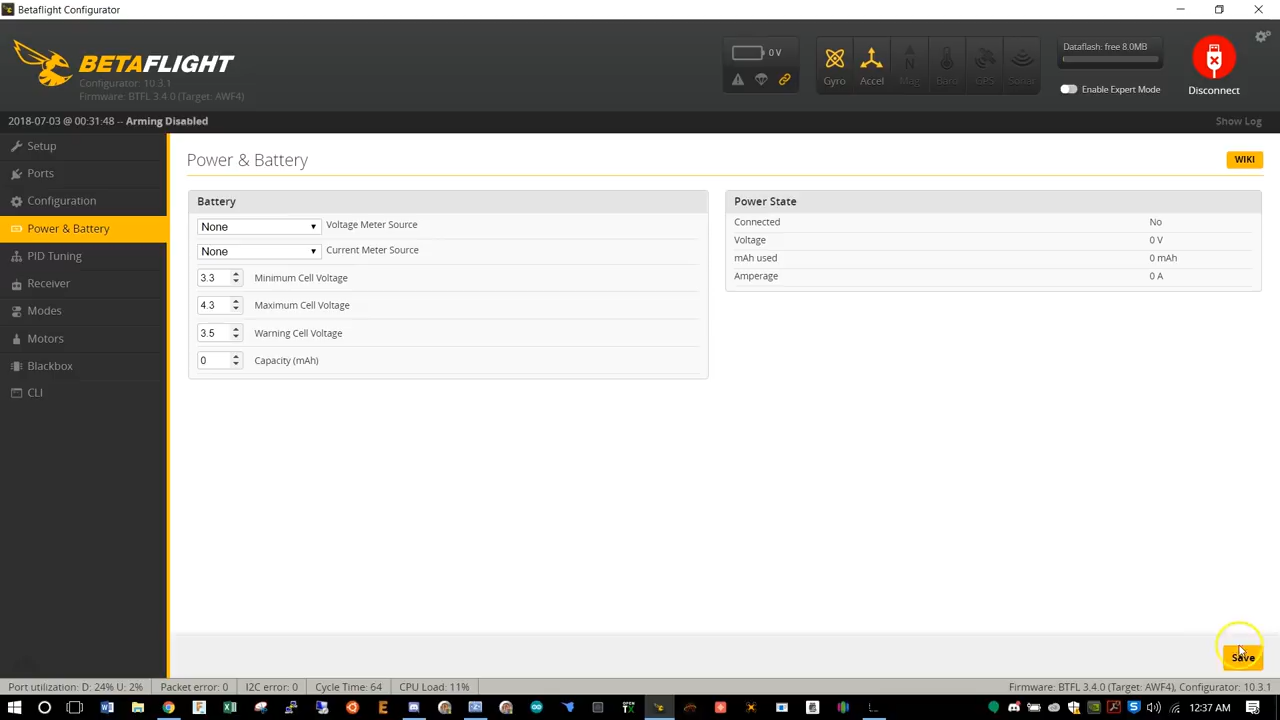 Betaflight Configurator
BETAFLIGHT
Configurator: 10.3.1
Firmware: BTFL 3.4.0 (Target: AWF4)
0 V
Gyro
Accel
Mag
Baro
GPS
Sonar
Dataflash: free 8.0MB
Enable Expert Mode
Disconnect
2018-07-03 @ 00:31:48 -- Arming Disabled
Show Log
Setup
Ports
Configuration
Power & Battery
PID Tuning
Receiver
Modes
Motors
Blackbox
CLI
Power & Battery
WIKI
Battery
None Voltage Meter Source
None Current Meter Source
3.3 Minimum Cell Voltage
4.3 Maximum Cell Voltage
3.5 Warning Cell Voltage
0 Capacity (mAh)
Power State
Connected No
Voltage 0 V
mAh used 0 mAh
Amperage 0 A
Save
Port utilization: D: 24% U: 2%
Packet error: 0
I2C error: 0
Cycle Time: 64
CPU Load: 11%
Firmware: BTFL 3.4.0 (Target: AWF4), Configurator: 10.3.1
12:37 AM